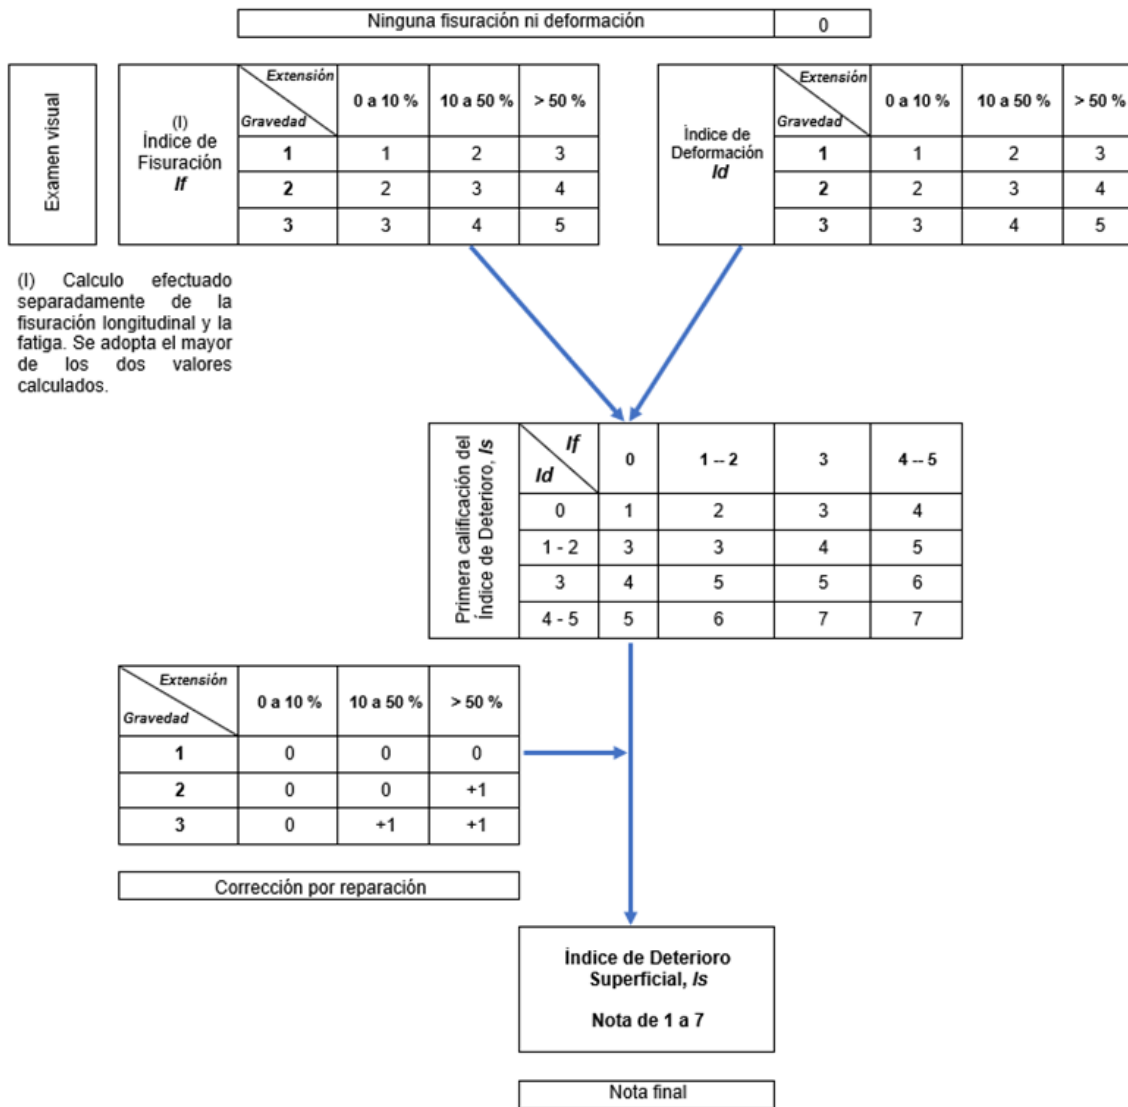 Ninguna fisuración ni deformación 0
Examen visual
(I)
Índice de
Fisuración
If
Extensión
Gravedad
0 a 10 % 10 a 50 % > 50 %
1 1 2 3
2 2 3 4
3 3 4 5
Índice de
Deformación
Id
Extensión
Gravedad
0 a 10 % 10 a 50 % > 50 %
1 1 2 3
2 2 3 4
3 3 4 5
(I) Calculo efectuado
separadamente de la
fisuración longitudinal y la
fatiga. Se adopta el mayor
de los dos valores
calculados.
Primera calificación del
Índice de Deterioro, Is
If
Id
0 1 -- 2 3 4 -- 5
0 1 2 3 4
1 - 2 3 3 4 5
3 4 5 5 6
4 - 5 5 6 7 7
Extensión
Gravedad
0 a 10 % 10 a 50 % > 50 %
1 0 0 0
2 0 0 +1
3 0 +1 +1
Corrección por reparación
Índice de Deterioro
Superficial, Is
Nota de 1 a 7
Nota final